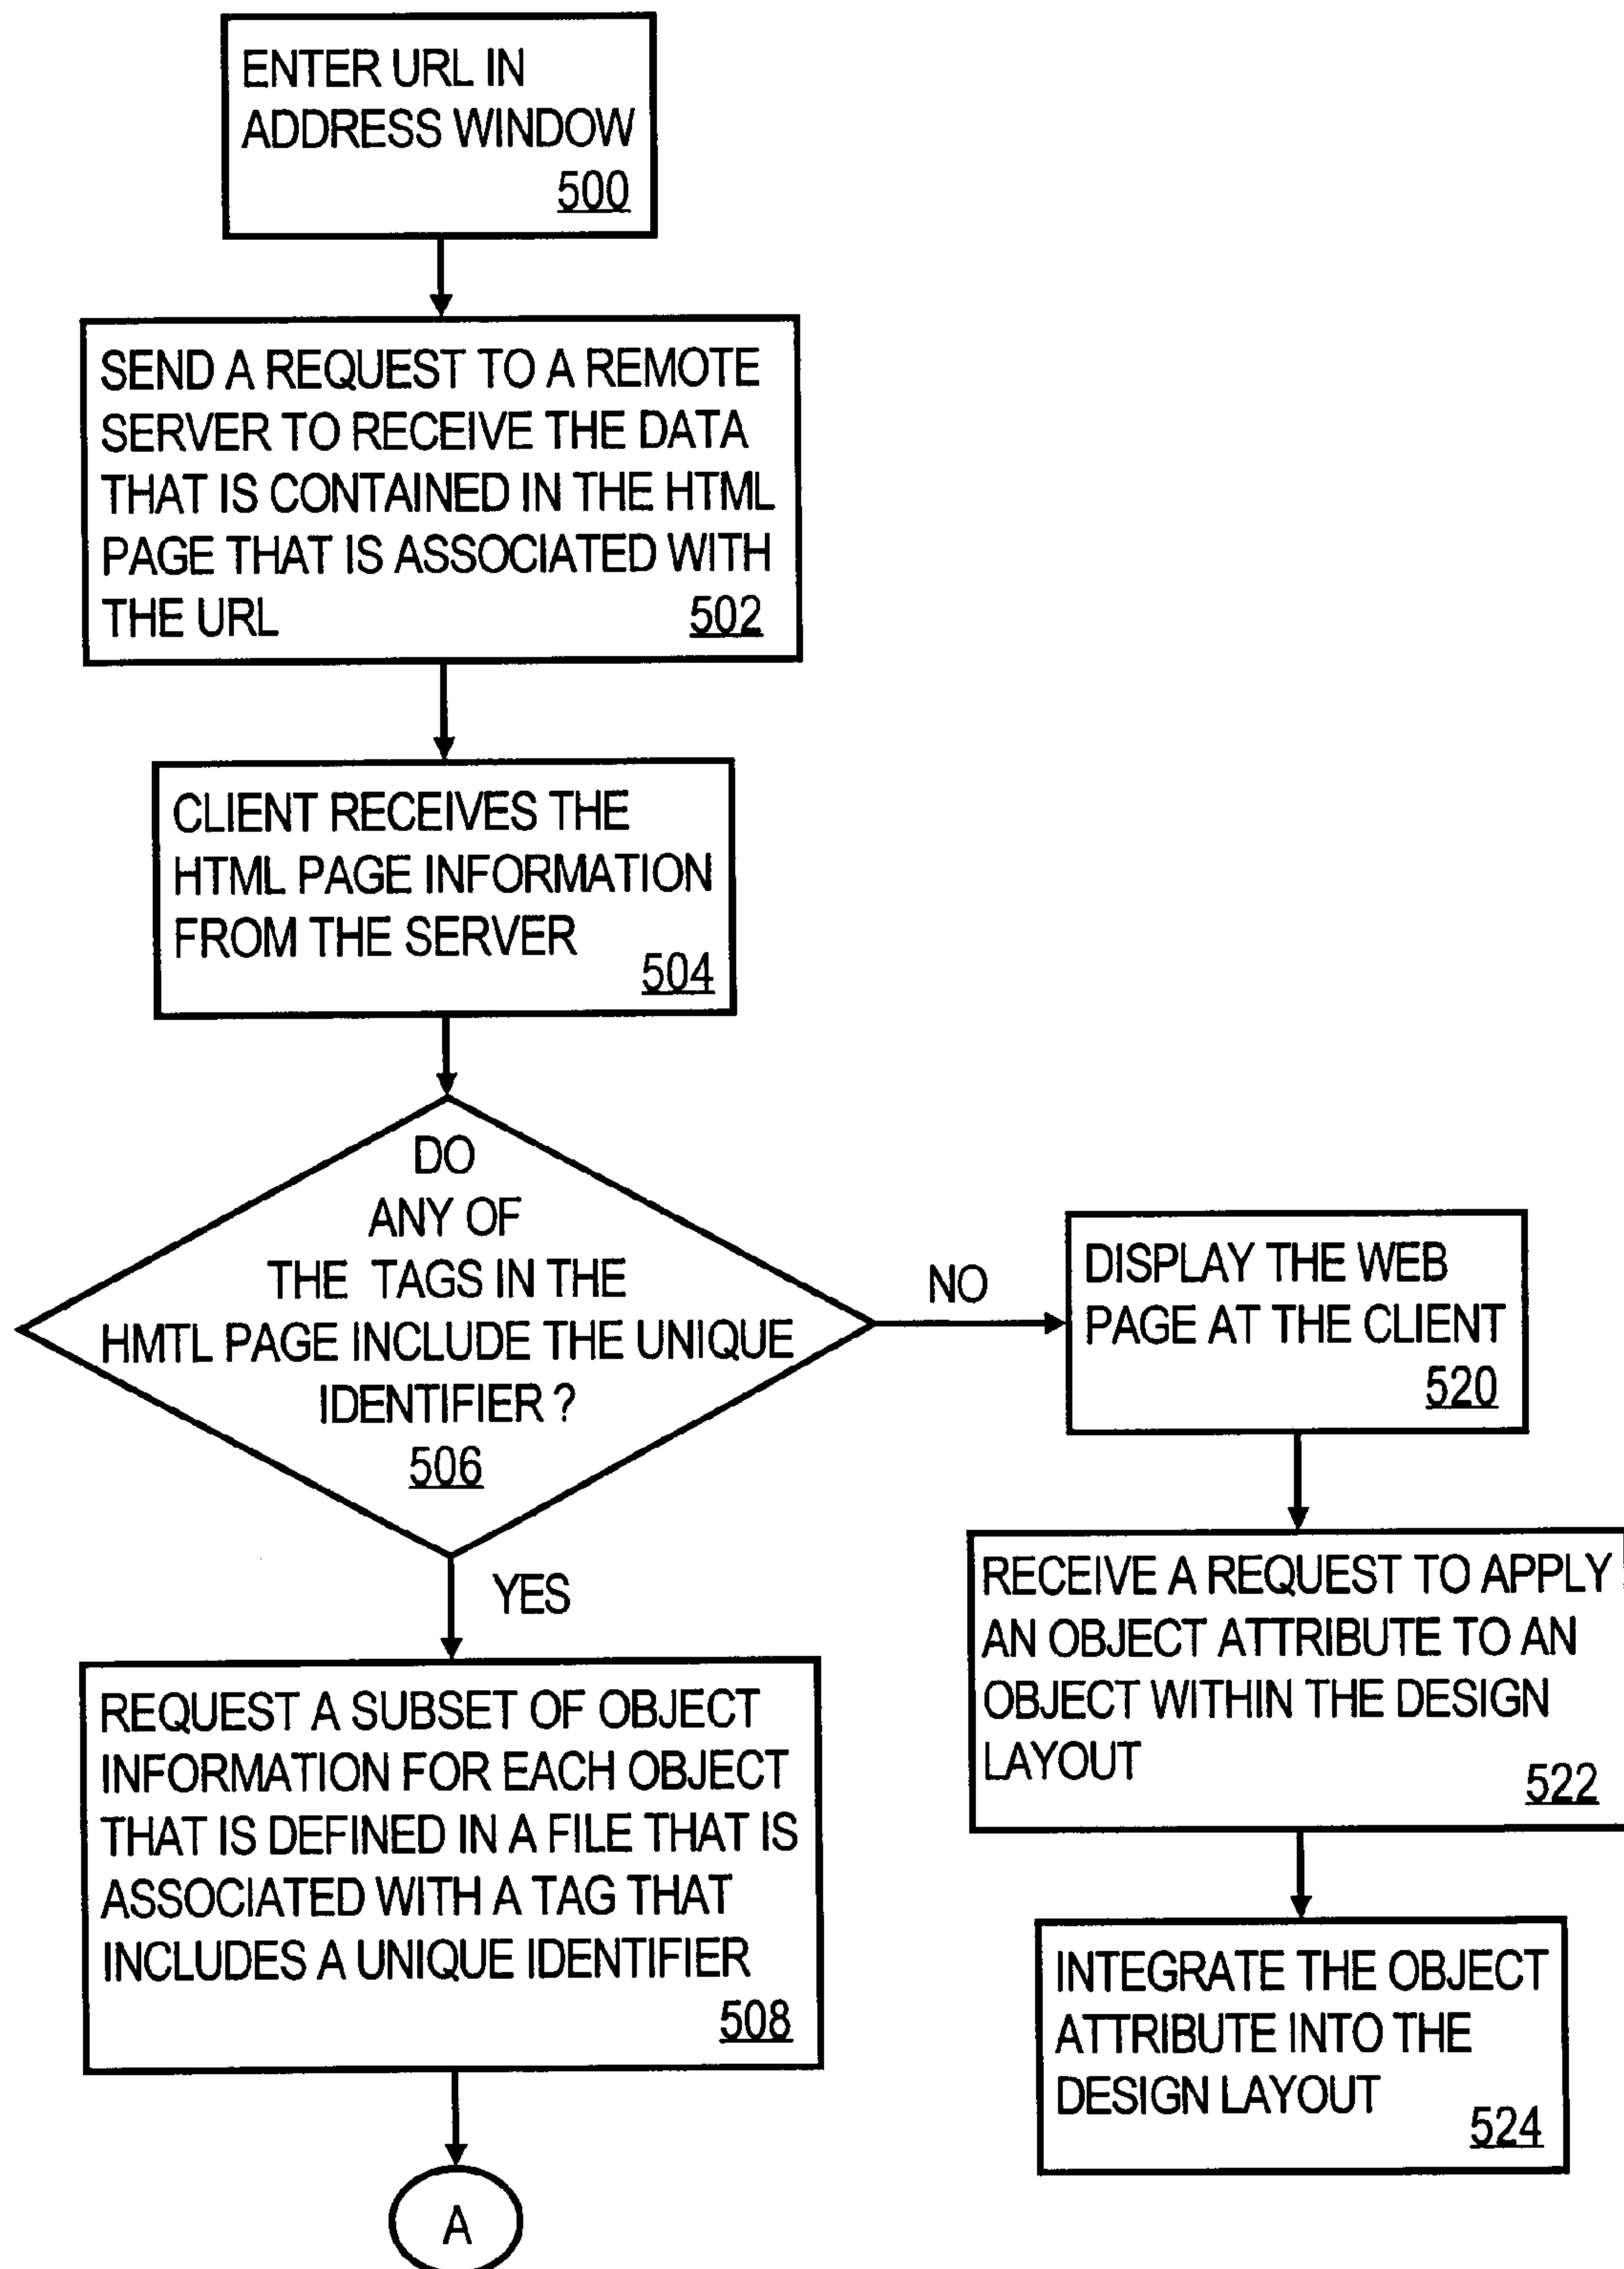 ENTER URL IN
ADDRESS WINDOW
500
SEND A REQUEST TO A REMOTE
SERVER TO RECEIVE THE DATA
THAT IS CONTAINED IN THE HTML
PAGE THAT IS ASSOCIATED WITH
THE URL 502
CLIENT RECEIVES THE
HTML PAGE INFORMATION
FROM THE SERVER
504
DO
ANY OF
THE TAGS IN THE
HMTL PAGE INCLUDE THE UNIQUE
IDENTIFIER ?
506
NO
DISPLAY THE WEB
PAGE AT THE CLIENT
520
RECEIVE A REQUEST TO APPLY
AN OBJECT ATTRIBUTE TO AN
OBJECT WITHIN THE DESIGN
LAYOUT
522
INTEGRATE THE OBJECT
ATTRIBUTE INTO THE
DESIGN LAYOUT
524
YES
REQUEST A SUBSET OF OBJECT
INFORMATION FOR EACH OBJECT
THAT IS DEFINED IN A FILE THAT IS
ASSOCIATED WITH A TAG THAT
INCLUDES A UNIQUE IDENTIFIER
508
A